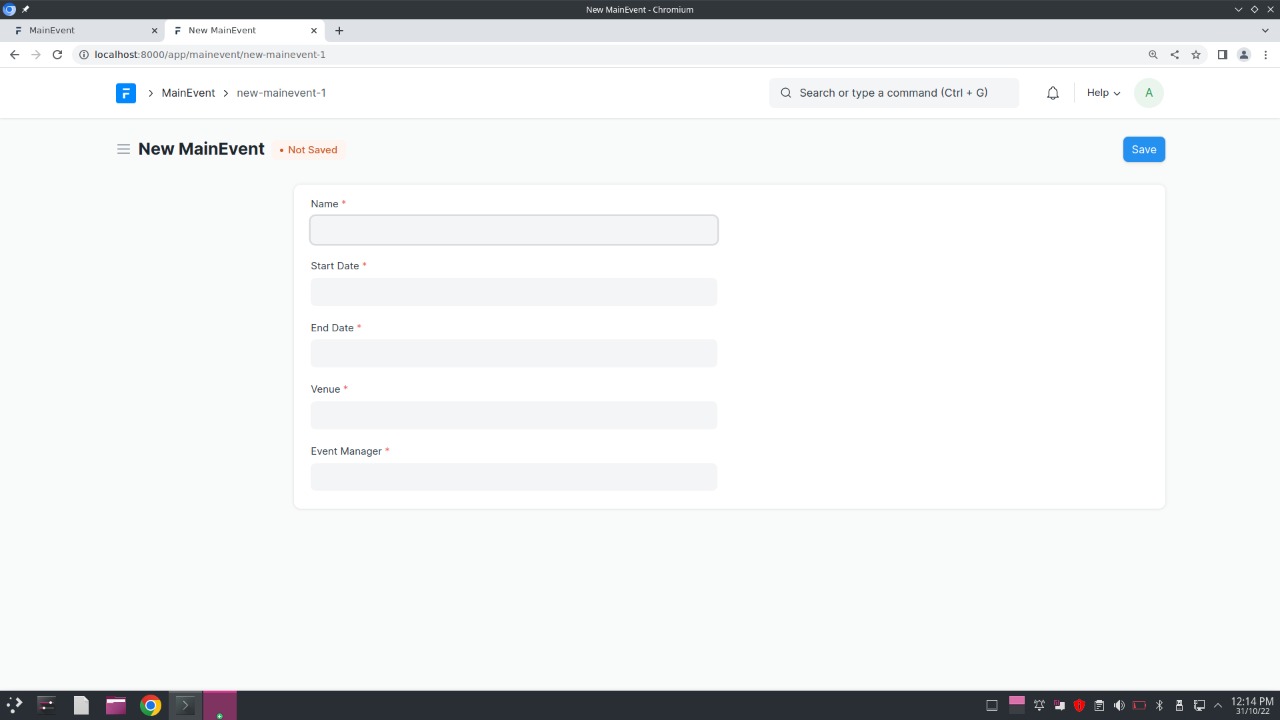 New MainEvent - Chromium
MainEvent
New MainEvent
localhost:8000/app/mainevent/new-mainevent-1
MainEvent
new-mainevent-1
Search or type a command (Ctrl + G)
Help
A
New MainEvent
• Not Saved
Save
Name *
Start Date *
End Date *
Venue *
Event Manager *
12:14 PM
31/10/22